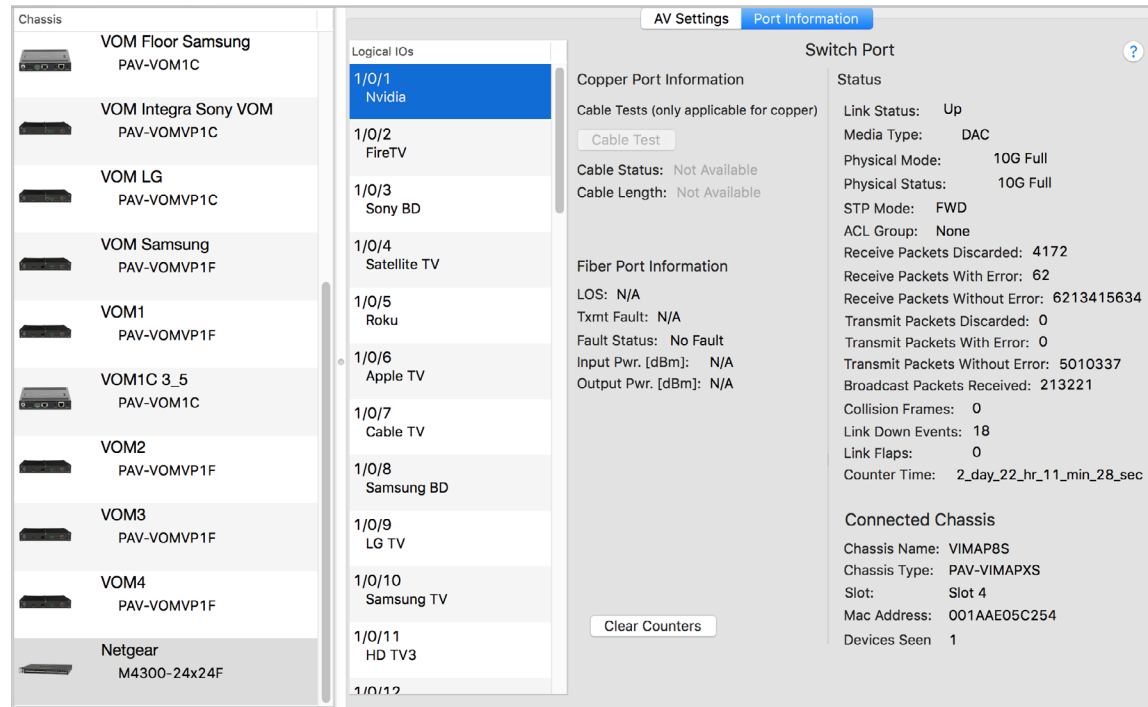 Chassis
VOM Floor Samsung
PAV-VOM1C
VOM Integra Sony VOM
PAV-VOMVP1C
VOM LG
PAV-VOMVP1C
VOM Samsung
PAV-VOMVP1F
VOM1
PAV-VOMVP1F
VOM1C 3_5
PAV-VOM1C
VOM2
PAV-VOMVP1F
VOM3
PAV-VOMVP1F
VOM4
PAV-VOMVP1F
Netgear
M4300-24x24F
AV Settings
Port Information
Logical IOs
1/0/1
Nvidia
1/0/2
FireTV
1/0/3
Sony BD
1/0/4
Satellite TV
1/0/5
Roku
1/0/6
Apple TV
1/0/7
Cable TV
1/0/8
Samsung BD
1/0/9
LG TV
1/0/10
Samsung TV
1/0/11
HD TV3
1/0/12
Switch Port
?
Copper Port Information
Cable Tests (only applicable for copper)
Cable Test
Cable Status: Not Available
Cable Length: Not Available
Fiber Port Information
LOS: N/A
Txmt Fault: N/A
Fault Status: No Fault
Input Pwr. [dBm]: N/A
Output Pwr. [dBm]: N/A
Clear Counters
Status
Link Status: Up
Media Type: DAC
Physical Mode: 10G Full
Physical Status: 10G Full
STP Mode: FWD
ACL Group: None
Receive Packets Discarded: 4172
Receive Packets With Error: 62
Receive Packets Without Error: 6213415634
Transmit Packets Discarded: 0
Transmit Packets With Error: 0
Transmit Packets Without Error: 5010337
Broadcast Packets Received: 213221
Collision Frames: 0
Link Down Events: 18
Link Flaps: 0
Counter Time: 2_day_22_hr_11_min_28_sec
Connected Chassis
Chassis Name: VIMAP8S
Chassis Type: PAV-VIMAPXS
Slot: Slot 4
Mac Address: 001AAE05C254
Devices Seen 1